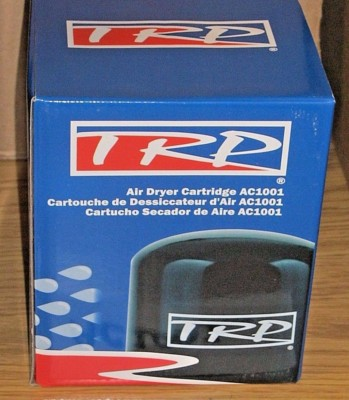 TRP
®
TRP
®
Air Dryer Cartridge AC1001
Cartouche de Dessiccateur d'Air AC1001
Cartucho Secador de Aire AC1001
TRP
®